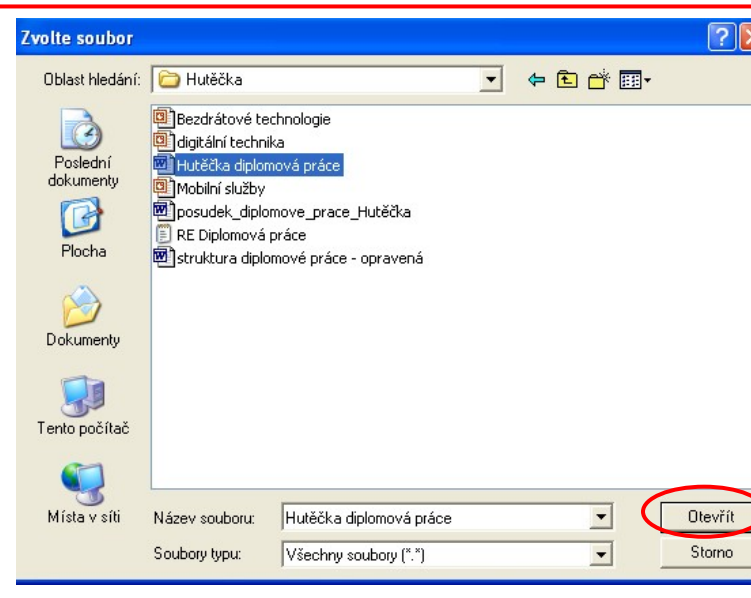 Zvolte soubor
Oblast hledání:
Hutěčka
Poslední
dokumenty
Plocha
Dokumenty
Tento počítač
Místa v síti
Bezdrátové technologie
digitální technika
Hutěčka diplomová práce
Mobilní služby
posudek_diplomove_prace_Hutěčka
RE Diplomová práce
struktura diplomové práce - opravená
Název souboru:
Hutěčka diplomová práce
Otevřít
Soubory typu:
Všechny soubory (*.*)
Storno